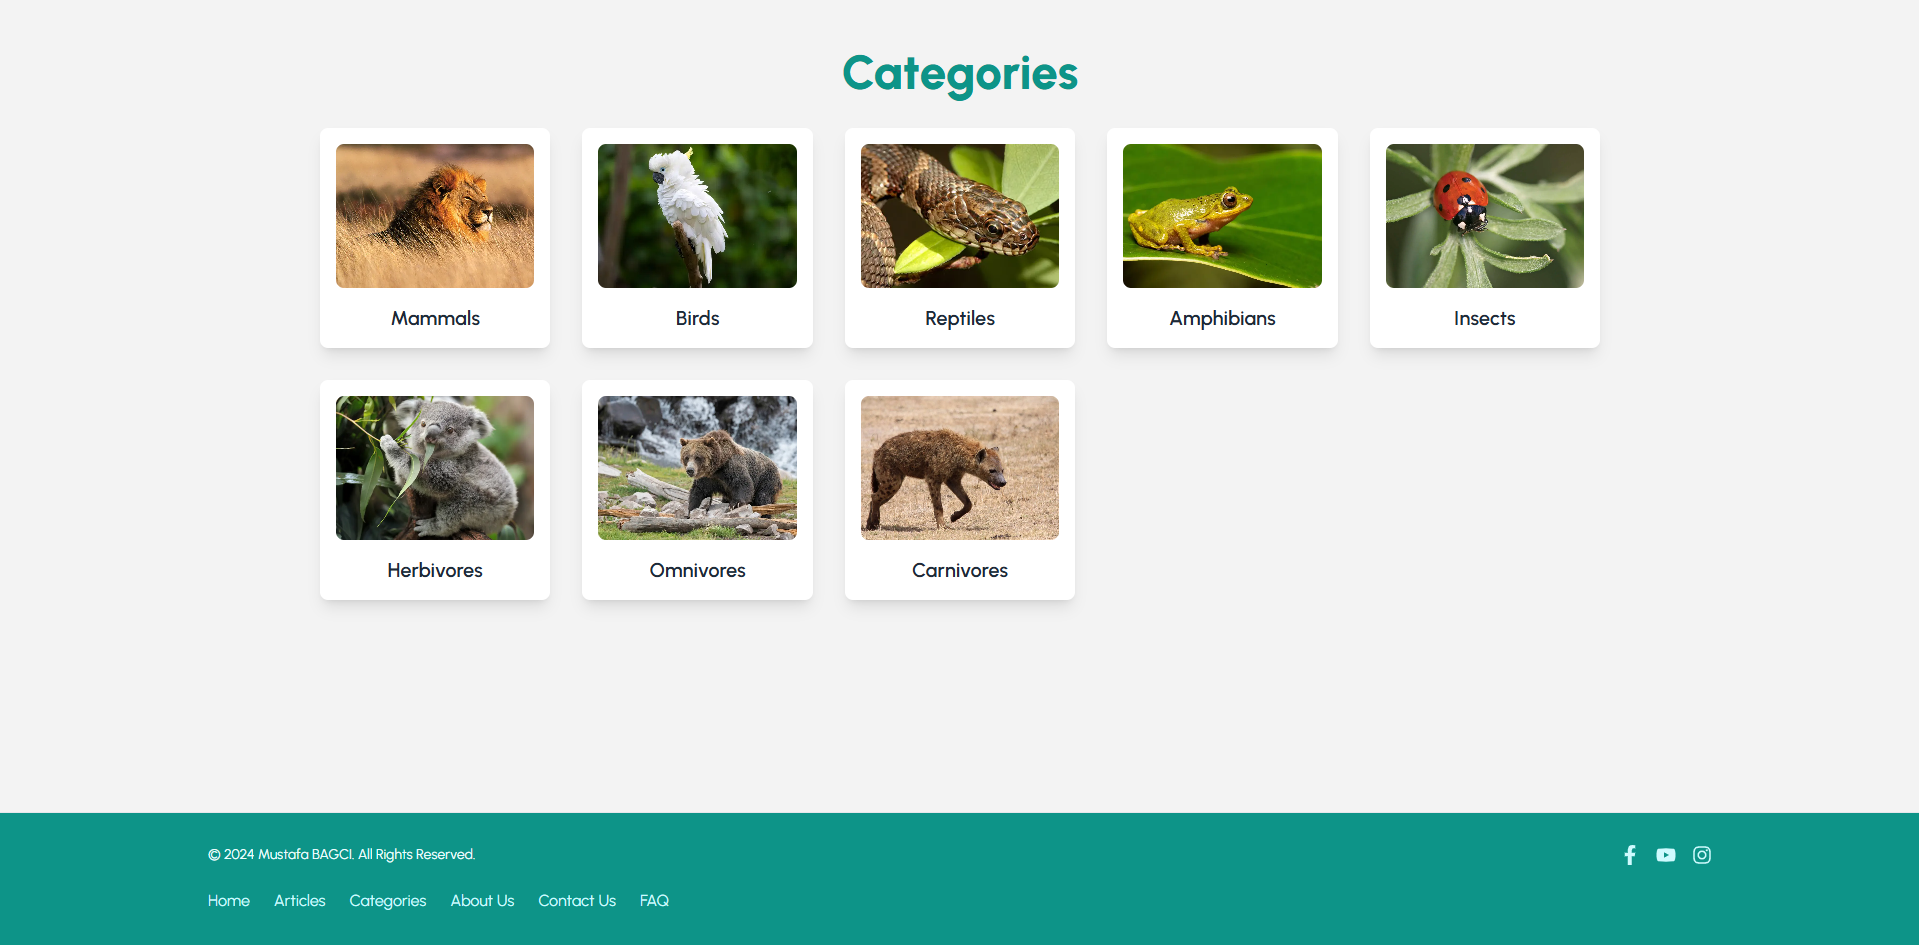 Categories
Mammals
Birds
Reptiles
Amphibians
Insects
Herbivores
Omnivores
Carnivores
© 2024 Mustafa BAGCI. All Rights Reserved.
Home Articles Categories About Us Contact Us FAQ